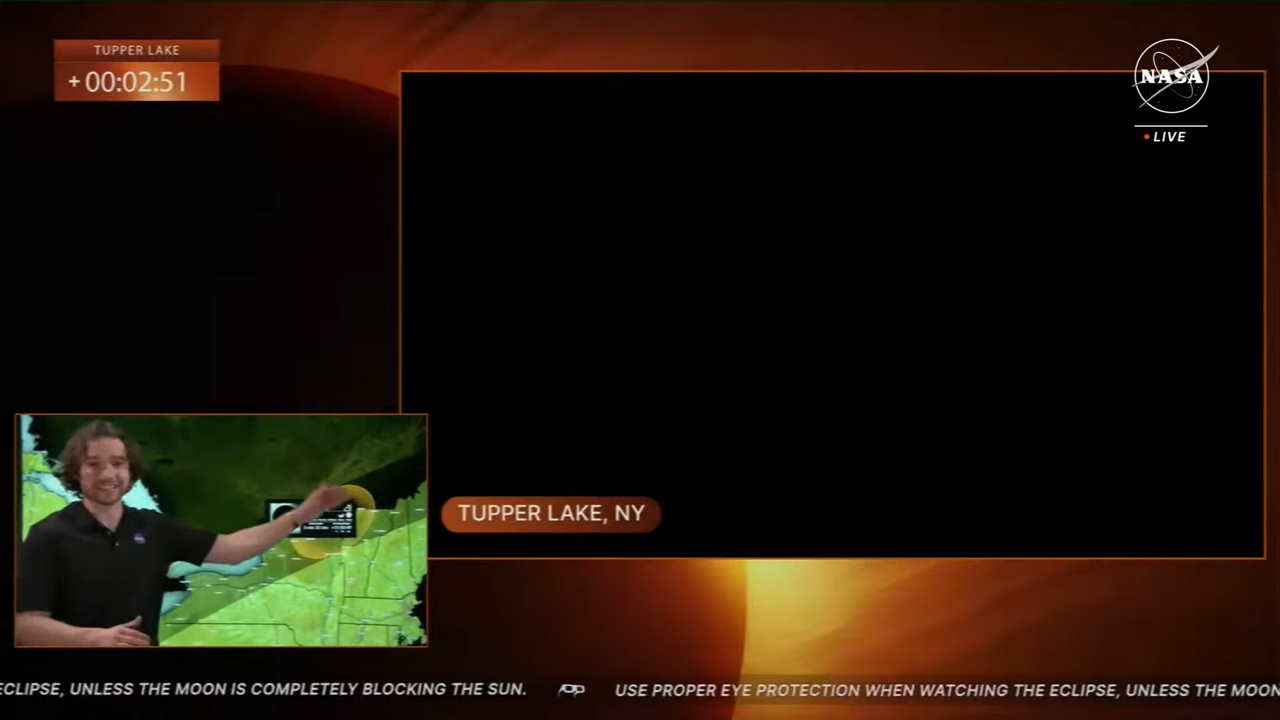 TUPPER LAKE
+ 00:02:51
NASA
LIVE
TUPPER LAKE, NY
ECLIPSE, UNLESS THE MOON IS COMPLETELY BLOCKING THE SUN.
USE PROPER EYE PROTECTION WHEN WATCHING THE ECLIPSE, UNLESS THE MOON